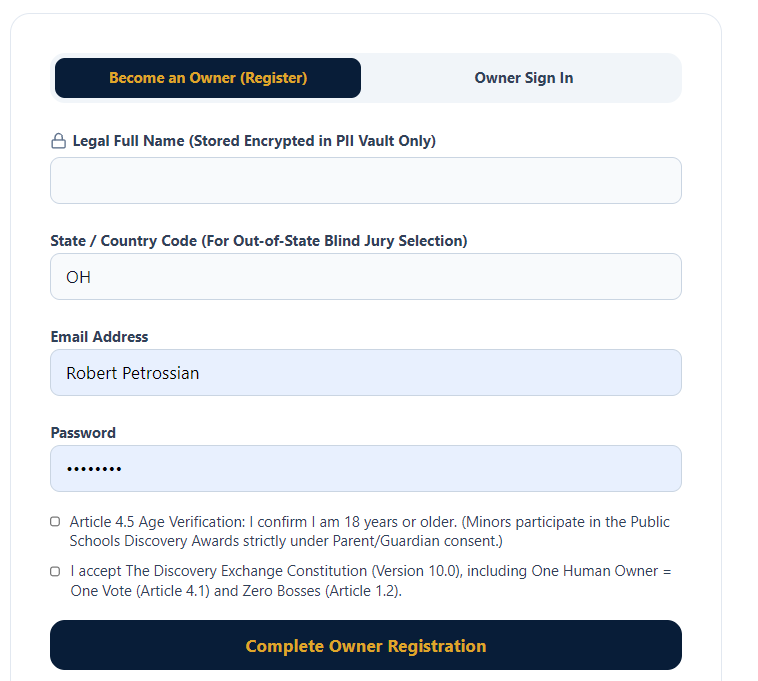 Become an Owner (Register)
Owner Sign In
Legal Full Name (Stored Encrypted in PII Vault Only)
State / Country Code (For Out-of-State Blind Jury Selection)
OH
Email Address
Robert Petrossian
Password
••••••••
Article 4.5 Age Verification: I confirm I am 18 years or older. (Minors participate in the Public
Schools Discovery Awards strictly under Parent/Guardian consent.)
I accept The Discovery Exchange Constitution (Version 10.0), including One Human Owner =
One Vote (Article 4.1) and Zero Bosses (Article 1.2).
Complete Owner Registration